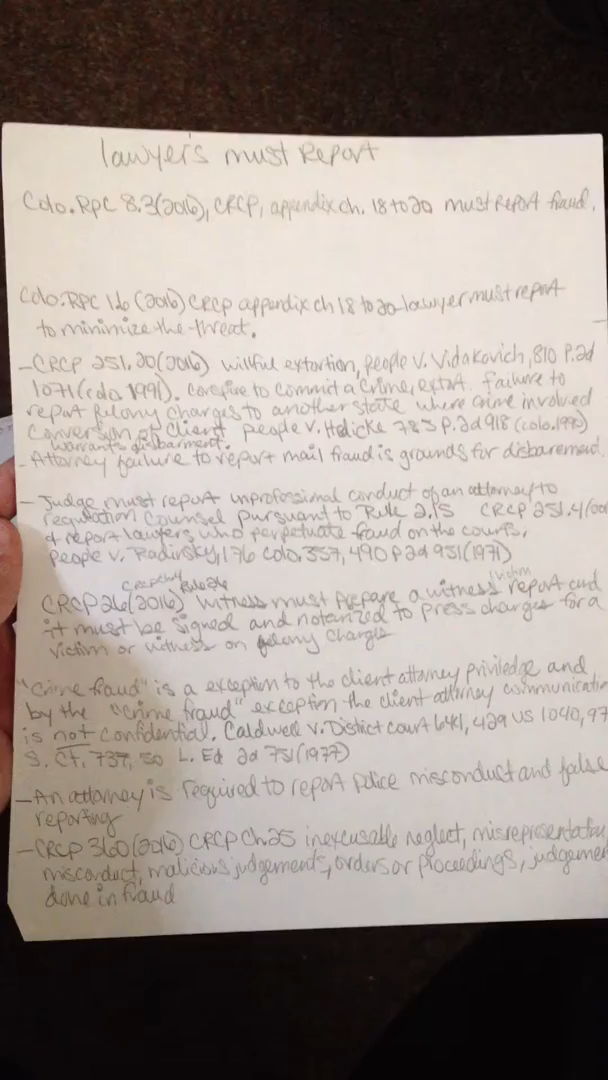 lawyers must Report
Colo. RPC 8.3(2016), CRCP, appendix ch. 18 to 20 must report fraud.
Colo. RPC 1.6 (2016) CRCP appendix ch 18 to 20 lawyer must report
to minimize the threat.
- CRCP 251.20(2016) willful extortion, people v. Vidakovich, 810 P.2d
1071 (colo. 1991). conspire to commit a crime, extort. failure to
report felony charges to another state where crime involved
conversion of client people v. Hedicke 785 P.2d 918 (colo. 1990)
warrants disbarment.
- Attorney failure to report mail fraud is grounds for disbarement.
- Judge must report unprofessional conduct of an attorney to
regulation counsel pursuant to Rule 2.15 CRCP 251.4
& report lawyers who perpetuate fraud on the courts.
people v. Radinsky, 176 colo. 357, 490 P.2d 951 (1971)
Rule 26
victim
CRCP 26 (2016) witness must prepare a witness report and
it must be signed and notarized to press charges for a
victim or witness on felony charges
"Crime fraud" is a exception to the client attorney priviledge and
by the "crime fraud" exception the client attorney communication
is not confidential. Caldwell v. District court 641, 429 US 1040, 97
S. Ct. 737, 50 L. Ed 2d 751 (1977)
- An attorney is required to report police misconduct and false
reporting
- CRCP 360 (2016) CRCP Ch. 25 inexcusable neglect, misrepresentation
misconduct, malicious judgements, orders or proceedings, judgement
done in fraud